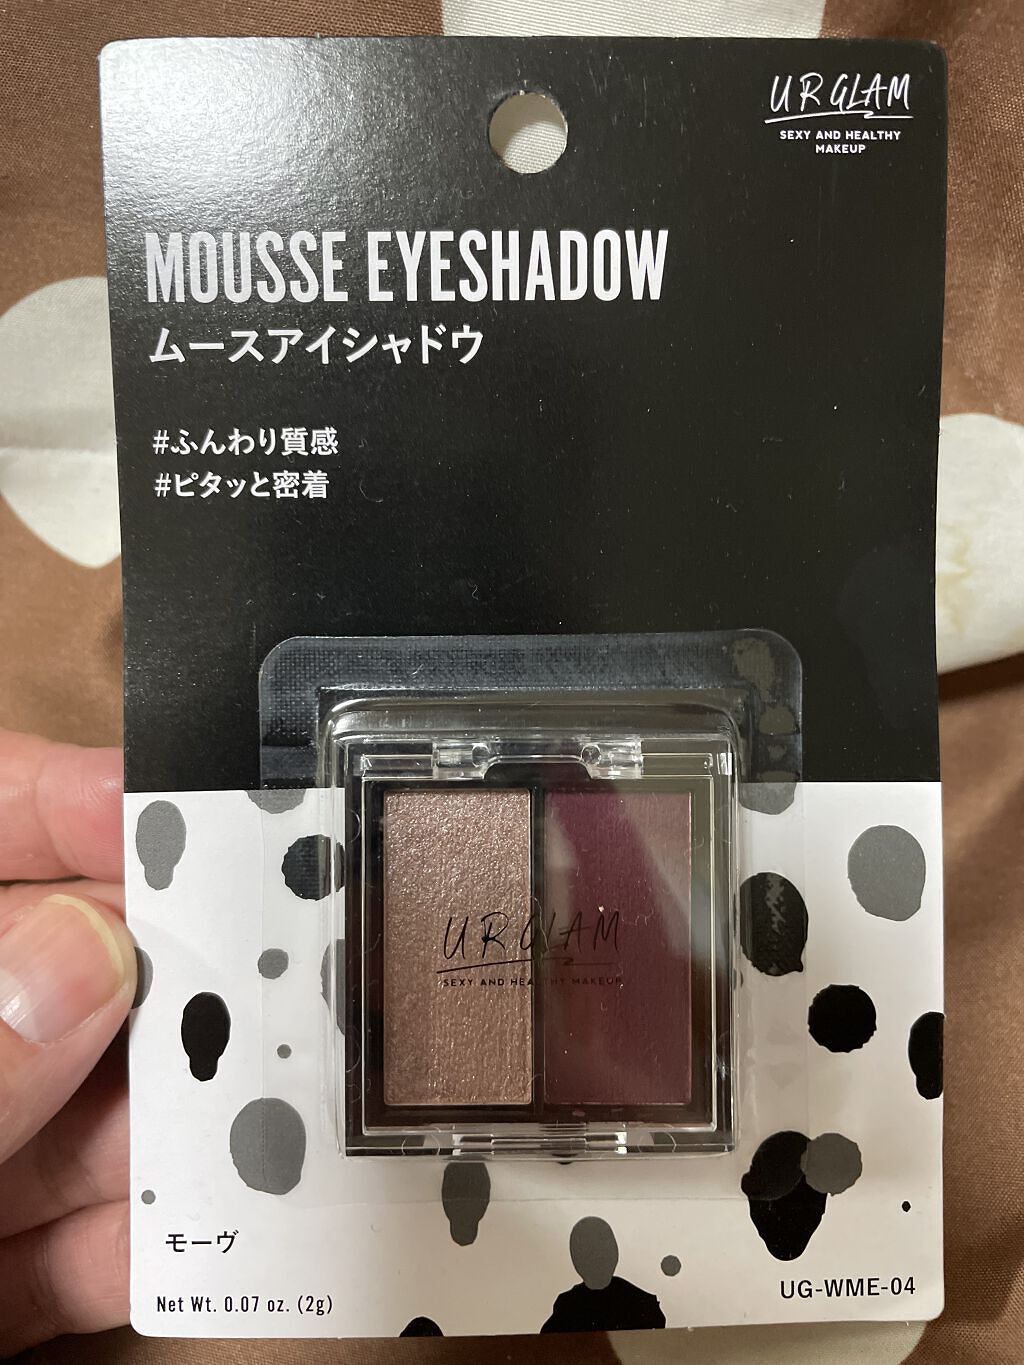 UR GLAM
SEXY AND HEALTHY
MAKEUP
MOUSSE EYESHADOW
ムースアイシャドウ
#ふんわり質感
#ピタッと密着
UR GLAM
SEXY AND HEALTHY MAKEUP
モーヴ
Net Wt. 0.07 oz. (2g)
UG-WME-04